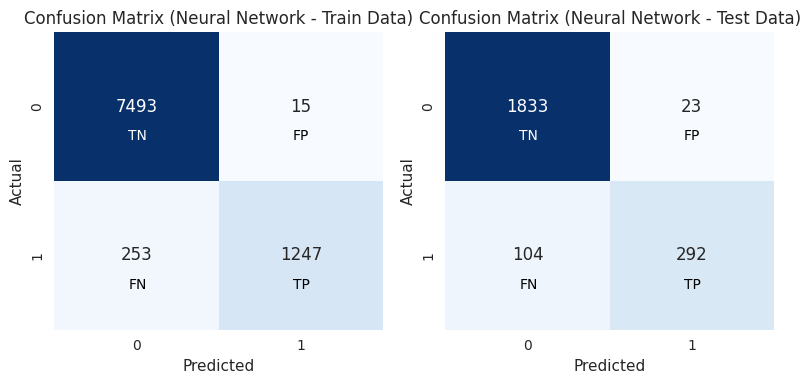 Confusion Matrix (Neural Network - Train Data)
Actual
0
1
7493
15
TN
FP
253
1247
FN
TP
0
1
Predicted
Confusion Matrix (Neural Network - Test Data)
Actual
0
1
1833
23
TN
FP
104
292
FN
TP
0
1
Predicted